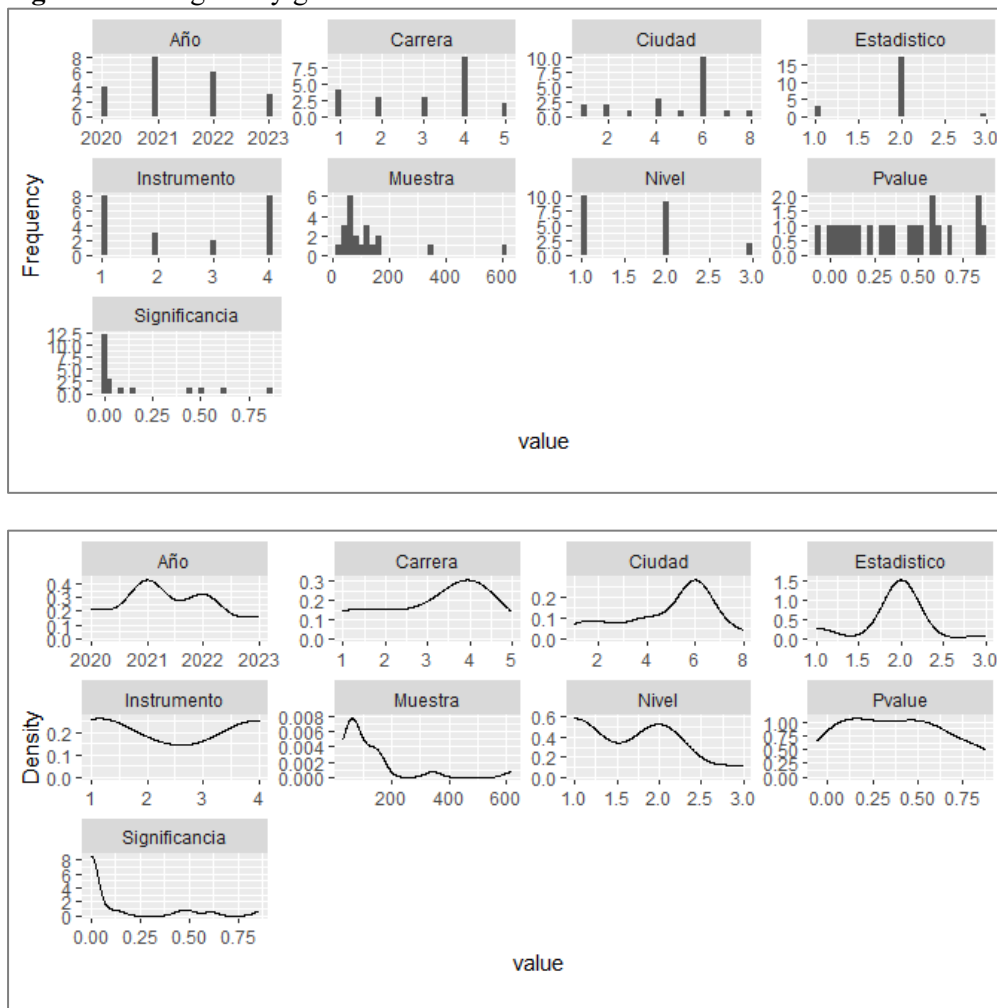 Año Carrera Ciudad Estadistico
8 6 4 2 0 7.5 5.0 2.5 0.0 10.0 7.5 5.0 2.5 0.0 15 10 5 0
2020 2021 2022 2023 1 2 3 4 5 2 4 6 8 1.0 1.5 2.0 2.5 3.0
Frequency
Instrumento Muestra Nivel Pvalue
8 6 4 2 0 6 4 2 0 10.0 7.5 5.0 2.5 0.0 2.0 1.5 1.0 0.5 0.0
1 2 3 4 0 200 400 600 1.0 1.5 2.0 2.5 3.0 0.00 0.25 0.50 0.75
Significancia
12.5 10.0 7.5 5.0 2.5 0.0
0.00 0.25 0.50 0.75
value
Año Carrera Ciudad Estadistico
0.4 0.3 0.2 0.1 0.0 0.3 0.2 0.1 0.0 0.2 0.1 0.0 1.5 1.0 0.5 0.0
2020 2021 2022 2023 1 2 3 4 5 2 4 6 8 1.0 1.5 2.0 2.5 3.0
Density
Instrumento Muestra Nivel Pvalue
0.2 0.1 0.0 0.008 0.006 0.004 0.002 0.000 0.6 0.4 0.2 0.0 1.00 0.75 0.50 0.25 0.00
1 2 3 4 200 400 600 1.0 1.5 2.0 2.5 3.0 0.00 0.25 0.50 0.75
Significancia
8 6 4 2 0
0.00 0.25 0.50 0.75
value